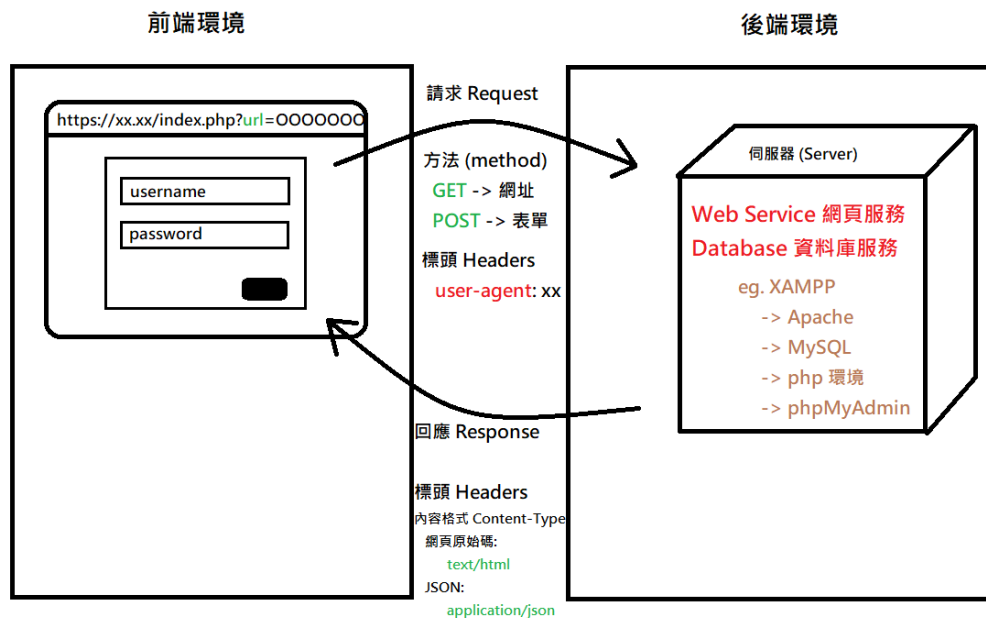 前端環境
後端環境
https://xx.xx/index.php?url=OOOOOOO
username
password
請求 Request
方法 (method)
GET -> 網址
POST -> 表單
標頭 Headers
user-agent: xx
回應 Response
標頭 Headers
內容格式 Content-Type
網頁原始碼:
text/html
JSON:
application/json
伺服器 (Server)
Web Service 網頁服務
Database 資料庫服務
eg. XAMPP
-> Apache
-> MySQL
-> php 環境
-> phpMyAdmin